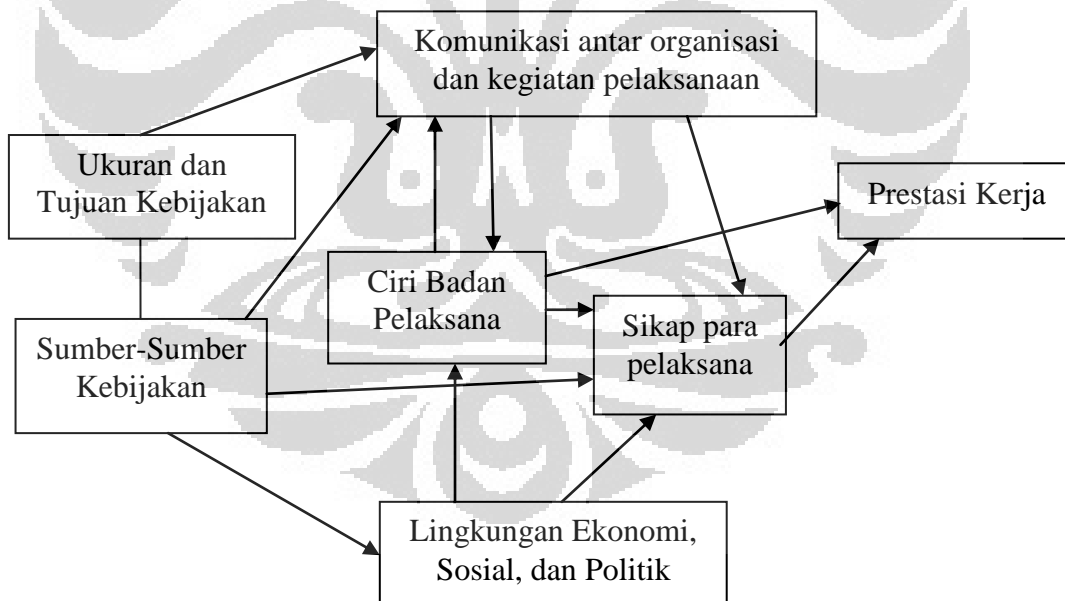 Komunikasi antar organisasi
dan kegiatan pelaksanaan
Ukuran dan
Tujuan Kebijakan
Prestasi Kerja
Ciri Badan
Pelaksana
Sikap para
pelaksana
Sumber-Sumber
Kebijakan
Lingkungan Ekonomi,
Sosial, dan Politik